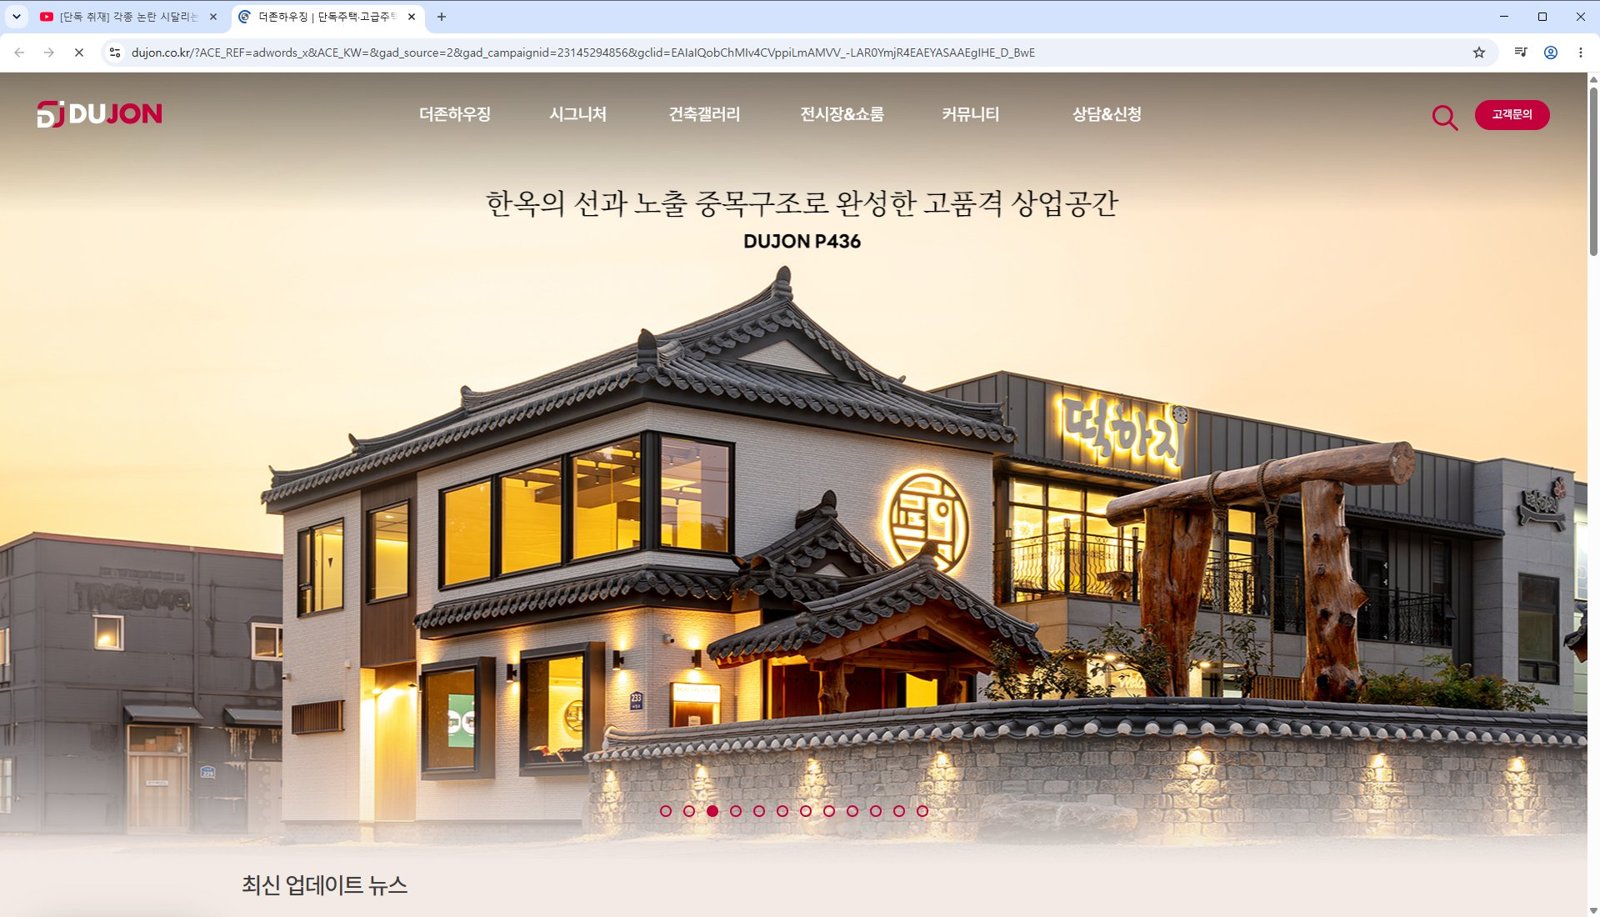 [단독 취재] 각종 논란 시달리는
더존하우징 | 단독주택·고급주택
dujon.co.kr/?ACE_REF=adwords_x&ACE_KW=&gad_source=2&gad_campaignid=23145294856&gclid=EAIaIQobChMIv4CVppiLmAMVV_-LAR0YmjR4EAEYASAAEgIHE_D_BwE
DUJON
더존하우징
시그니처
건축갤러리
전시장&쇼룸
커뮤니티
상담&신청
고객문의
한옥의 선과 노출 중목구조로 완성한 고품격 상업공간
DUJON P436
떡하지
233
229
최신 업데이트 뉴스